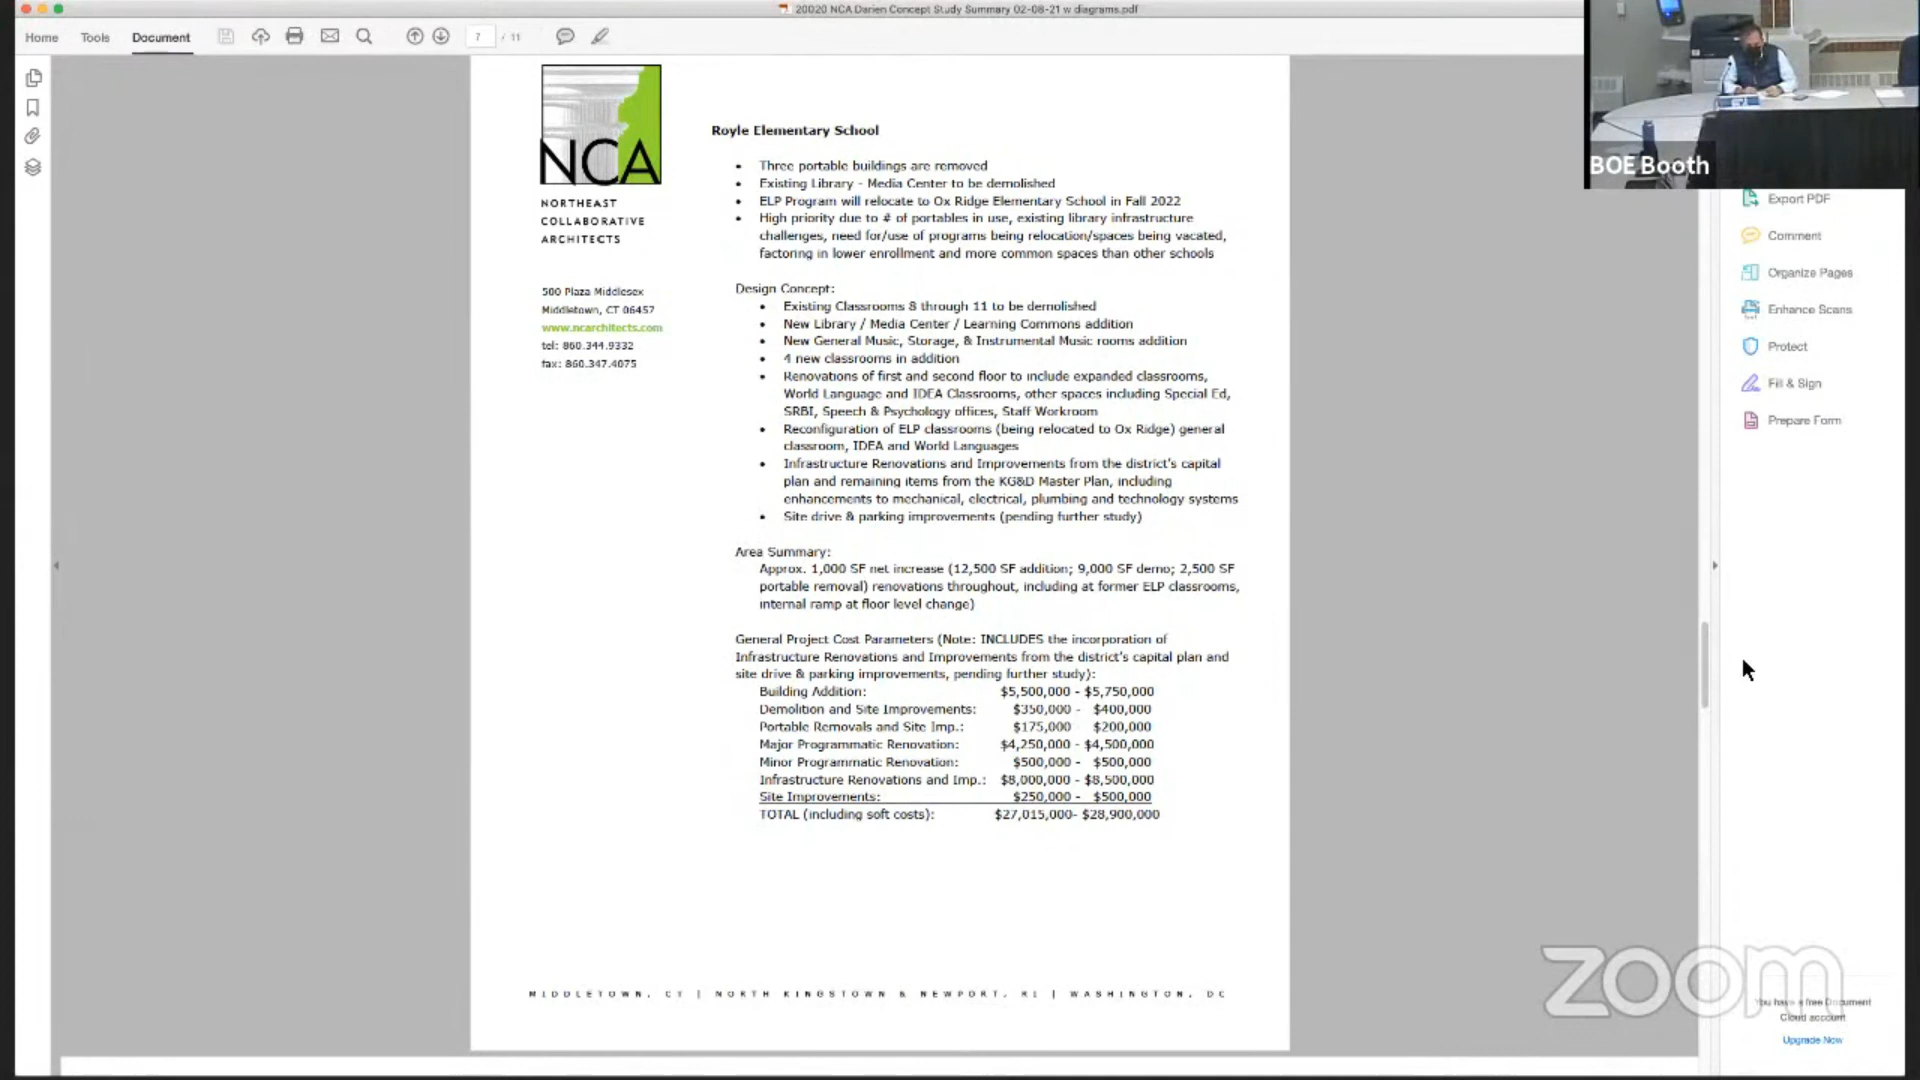 20020 NCA Darien Concept Study Summary 02-08-21 w diagrams.pdf
Home Tools Document 7 / 11
BOE Booth
Export PDF
Comment
Organize Pages
Enhance Scans
Protect
Fill & Sign
Prepare Form
NCA
NORTHEAST
COLLABORATIVE
ARCHITECTS
500 Plaza Middlesex
Middletown, CT 06457
www.ncarchitects.com
tel: 860.344.9332
fax: 860.347.4075
Royle Elementary School
• Three portable buildings are removed
• Existing Library - Media Center to be demolished
• ELP Program will relocate to Ox Ridge Elementary School in Fall 2022
• High priority due to # of portables in use, existing library infrastructure
challenges, need for/use of programs being relocation/spaces being vacated,
factoring in lower enrollment and more common spaces than other schools
Design Concept:
• Existing Classrooms 8 through 11 to be demolished
• New Library / Media Center / Learning Commons addition
• New General Music, Storage, & Instrumental Music rooms addition
• 4 new classrooms in addition
• Renovations of first and second floor to include expanded classrooms,
World Language and IDEA Classrooms, other spaces including Special Ed,
SRBI, Speech & Psychology offices, Staff Workroom
• Reconfiguration of ELP classrooms (being relocated to Ox Ridge) general
classroom, IDEA and World Languages
• Infrastructure Renovations and Improvements from the district's capital
plan and remaining items from the KG&D Master Plan, including
enhancements to mechanical, electrical, plumbing and technology systems
• Site drive & parking improvements (pending further study)
Area Summary:
Approx. 1,000 SF net increase (12,500 SF addition; 9,000 SF demo; 2,500 SF
portable removal) renovations throughout, including at former ELP classrooms,
internal ramp at floor level change)
General Project Cost Parameters (Note: INCLUDES the incorporation of
Infrastructure Renovations and Improvements from the district's capital plan and
site drive & parking improvements, pending further study):
Building Addition: $5,500,000 - $5,750,000
Demolition and Site Improvements: $350,000 - $400,000
Portable Removals and Site Imp.: $175,000 $200,000
Major Programmatic Renovation: $4,250,000 - $4,500,000
Minor Programmatic Renovation: $500,000 - $500,000
Infrastructure Renovations and Imp.: $8,000,000 - $8,500,000
Site Improvements: $250,000 - $500,000
TOTAL (including soft costs): $27,015,000- $28,900,000
MIDDLETOWN, CT | NORTH KINGSTOWN & NEWPORT, RI | WASHINGTON, DC
zoom
You have a free Document
Cloud account
Upgrade Now